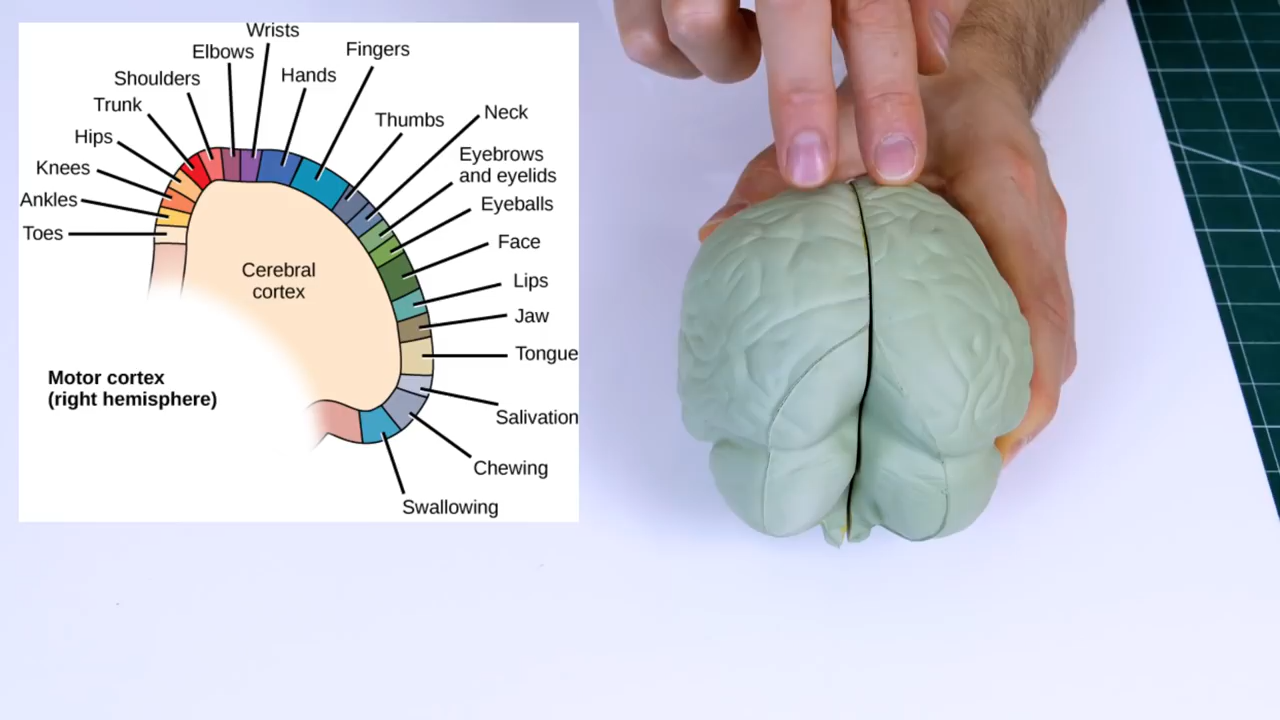 Wrists
Elbows
Fingers
Shoulders
Hands
Trunk
Thumbs
Neck
Hips
Eyebrows
and eyelids
Knees
Ankles
Eyeballs
Toes
Face
Cerebral
cortex
Lips
Jaw
Tongue
Motor cortex
(right hemisphere)
Salivation
Chewing
Swallowing